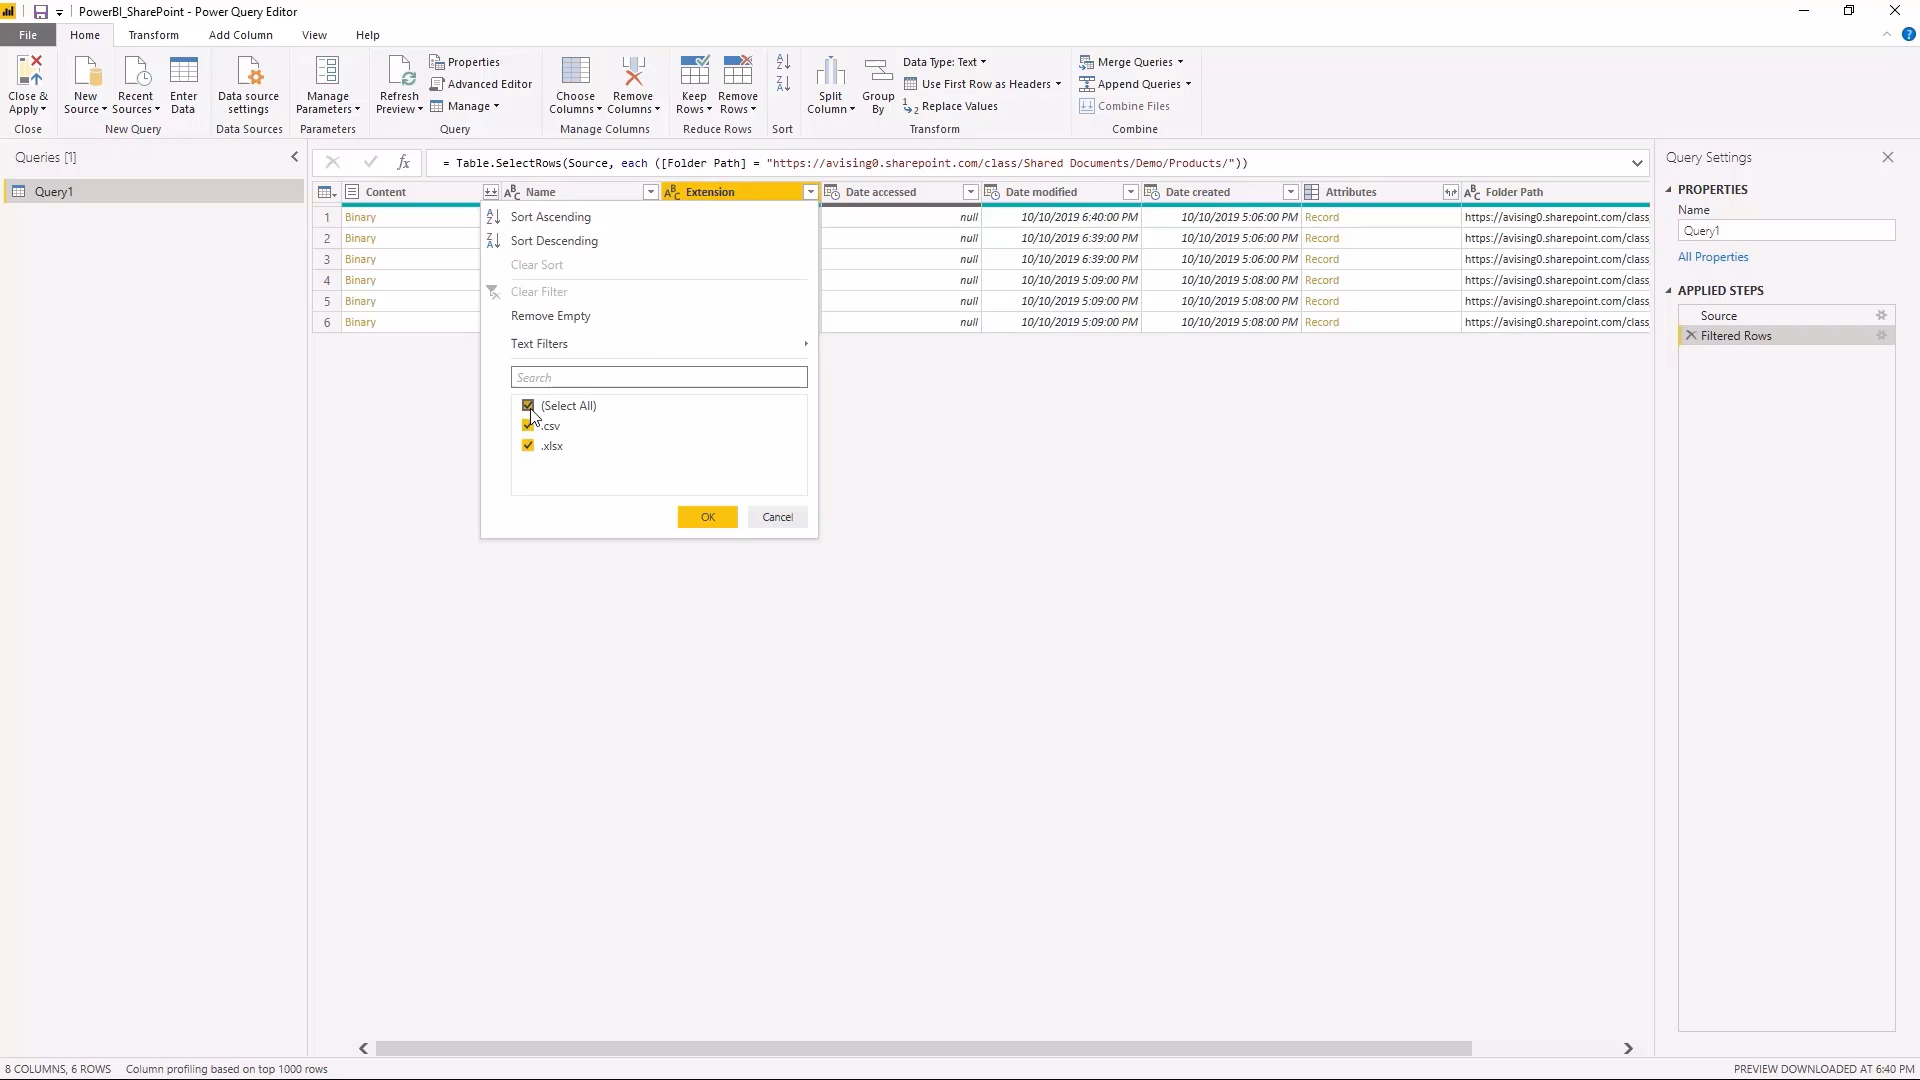 PowerBI_SharePoint - Power Query Editor
File Home Transform Add Column View Help
Close & Apply
New Source
Recent Sources
Enter Data
Data source settings
Manage Parameters
Refresh Preview
Properties
Advanced Editor
Manage
Choose Columns
Remove Columns
Keep Rows
Remove Rows
Split Column
Group By
Data Type: Text
Use First Row as Headers
Replace Values
Merge Queries
Append Queries
Combine Files
Close New Query Data Sources Parameters Query Manage Columns Reduce Rows Sort Transform Combine
Queries [1]
Query1
= Table.SelectRows(Source, each ([Folder Path] = "https://avising0.sharepoint.com/class/Shared Documents/Demo/Products/"))
Content Name Extension Date accessed Date modified Date created Attributes Folder Path
1 Binary null 10/10/2019 6:40:00 PM 10/10/2019 5:06:00 PM Record https://avising0.sharepoint.com/class
2 Binary null 10/10/2019 6:39:00 PM 10/10/2019 5:06:00 PM Record https://avising0.sharepoint.com/class
3 Binary null 10/10/2019 6:39:00 PM 10/10/2019 5:06:00 PM Record https://avising0.sharepoint.com/class
4 Binary null 10/10/2019 5:09:00 PM 10/10/2019 5:08:00 PM Record https://avising0.sharepoint.com/class
5 Binary null 10/10/2019 5:09:00 PM 10/10/2019 5:08:00 PM Record https://avising0.sharepoint.com/class
6 Binary null 10/10/2019 5:09:00 PM 10/10/2019 5:08:00 PM Record https://avising0.sharepoint.com/class
Sort Ascending
Sort Descending
Clear Sort
Clear Filter
Remove Empty
Text Filters
Search
(Select All)
.csv
.xlsx
OK Cancel
Query Settings
PROPERTIES
Name
Query1
All Properties
APPLIED STEPS
Source
Filtered Rows
8 COLUMNS, 6 ROWS Column profiling based on top 1000 rows
PREVIEW DOWNLOADED AT 6:40 PM